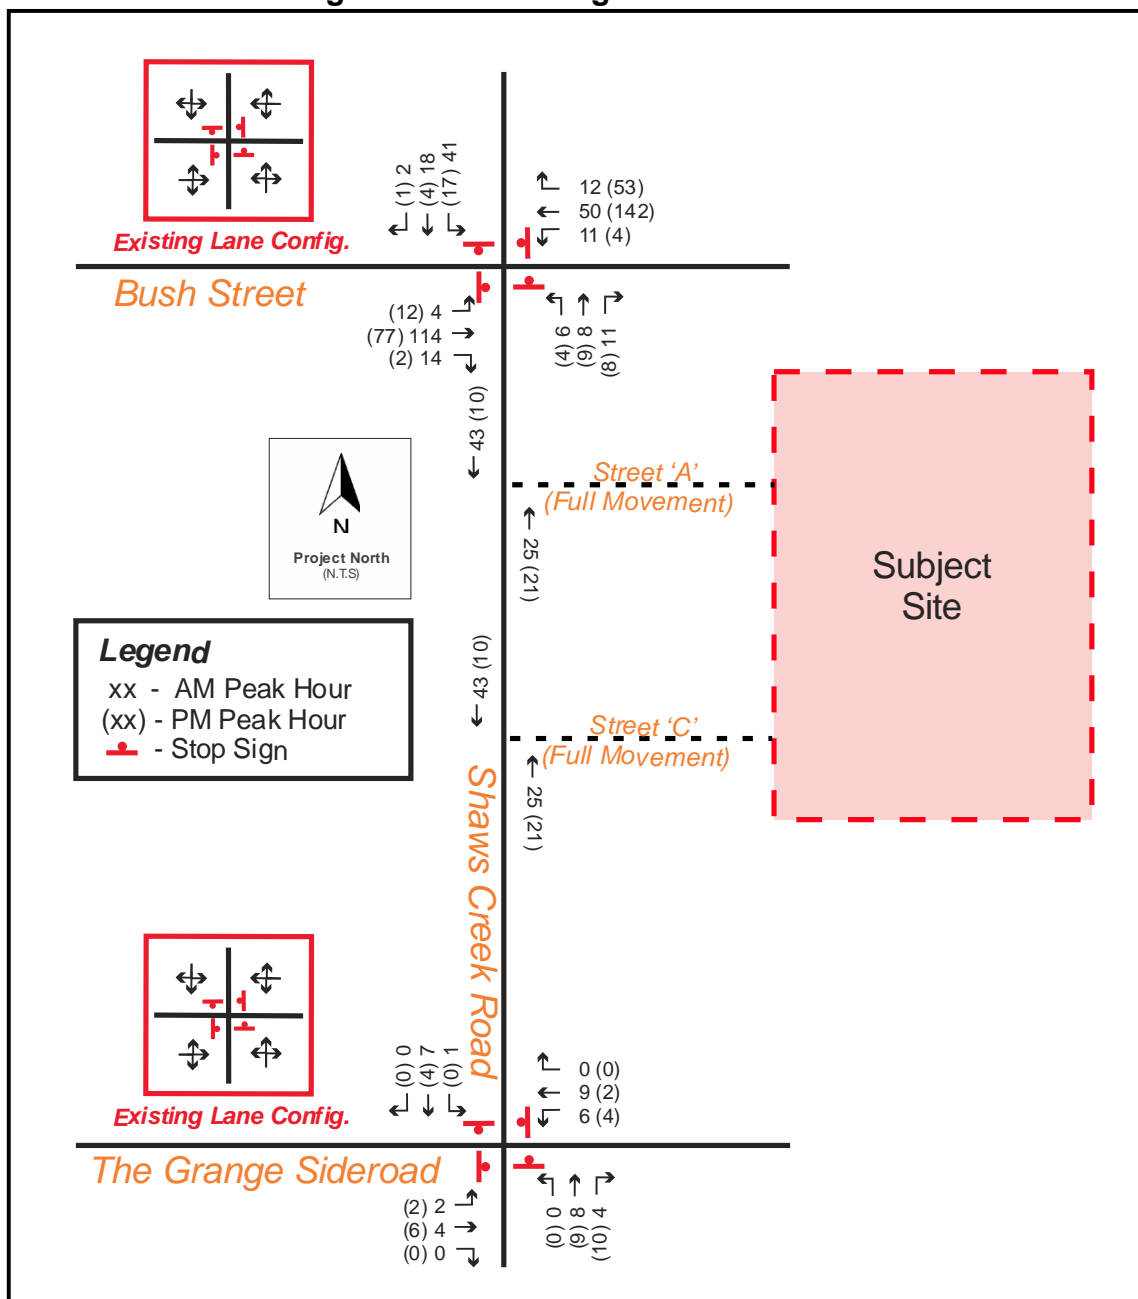 (1) 2
(4) 18
(17) 41
12 (53)
50 (142)
11 (4)
Existing Lane Config.
Bush Street
(12) 4
(77) 114
(2) 14
(4) 6
(9) 8
(8) 11
43 (10)
Street ‘A’
(Full Movement)
N
Project North
(N.T.S)
25 (21)
Subject
Site
Legend
xx - AM Peak Hour
(xx) - PM Peak Hour
- Stop Sign
43 (10)
Street ‘C’
(Full Movement)
25 (21)
Shaws Creek Road
(0) 0
(4) 7
(0) 1
0 (0)
9 (2)
6 (4)
Existing Lane Config.
The Grange Sideroad
(2) 2
(6) 4
(0) 0
(0) 0
(9) 8
(10) 4